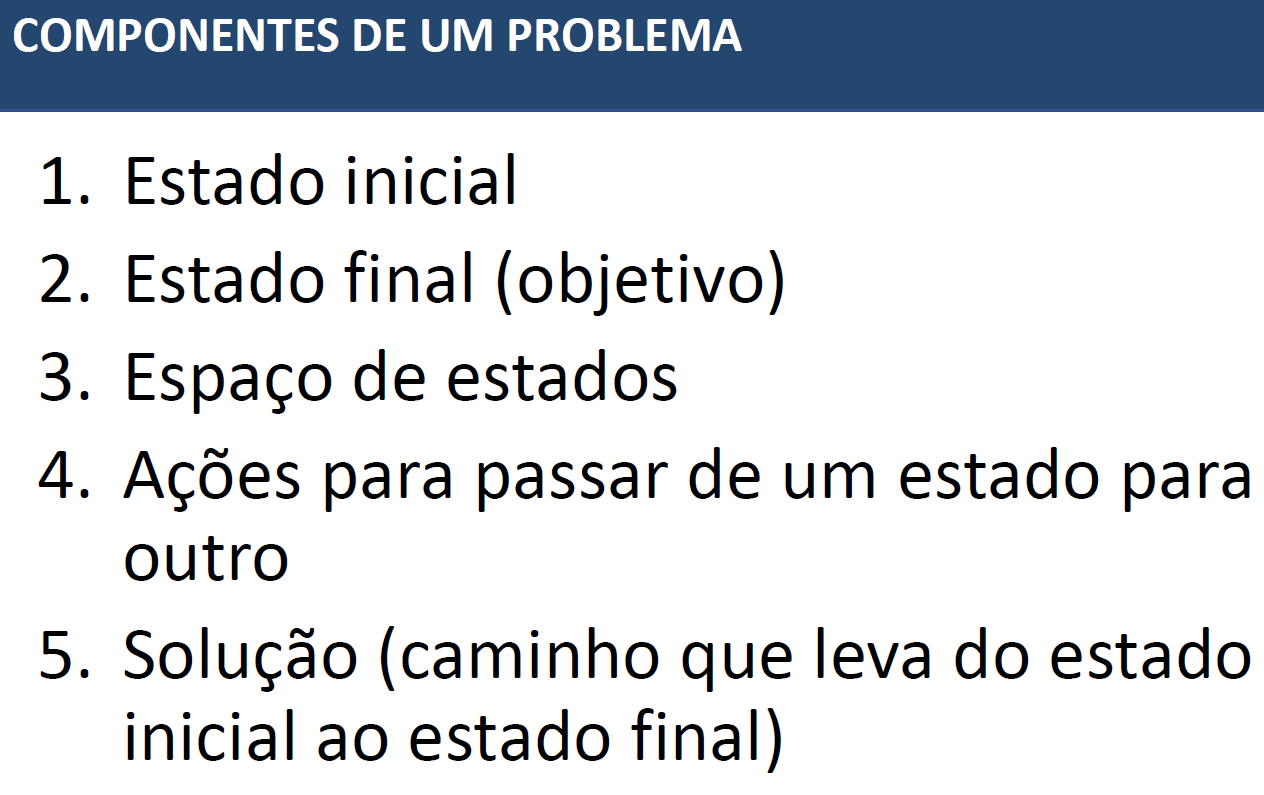 COMPONENTES DE UM PROBLEMA
1. Estado inicial
2. Estado final (objetivo)
3. Espaço de estados
4. Ações para passar de um estado para
outro
5. Solução (caminho que leva do estado
inicial ao estado final)